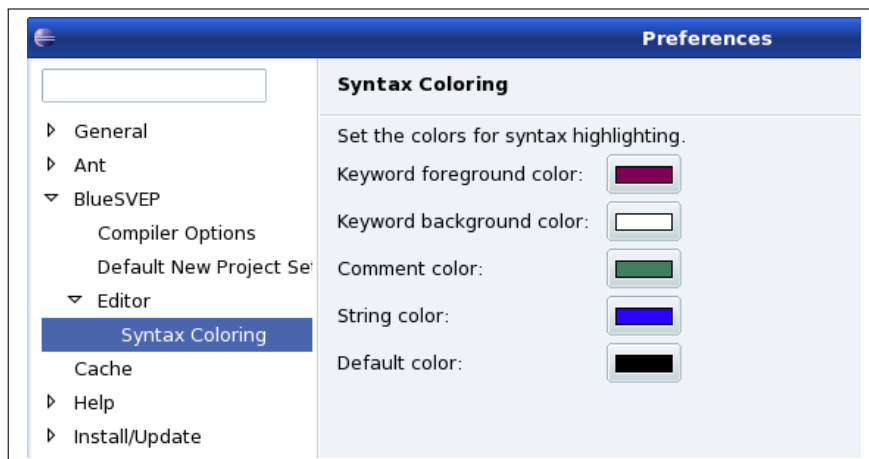 Preferences
General
Ant
BlueSVEP
Compiler Options
Default New Project Se
Editor
Syntax Coloring
Cache
Help
Install/Update
Syntax Coloring
Set the colors for syntax highlighting.
Keyword foreground color:
Keyword background color:
Comment color:
String color:
Default color: